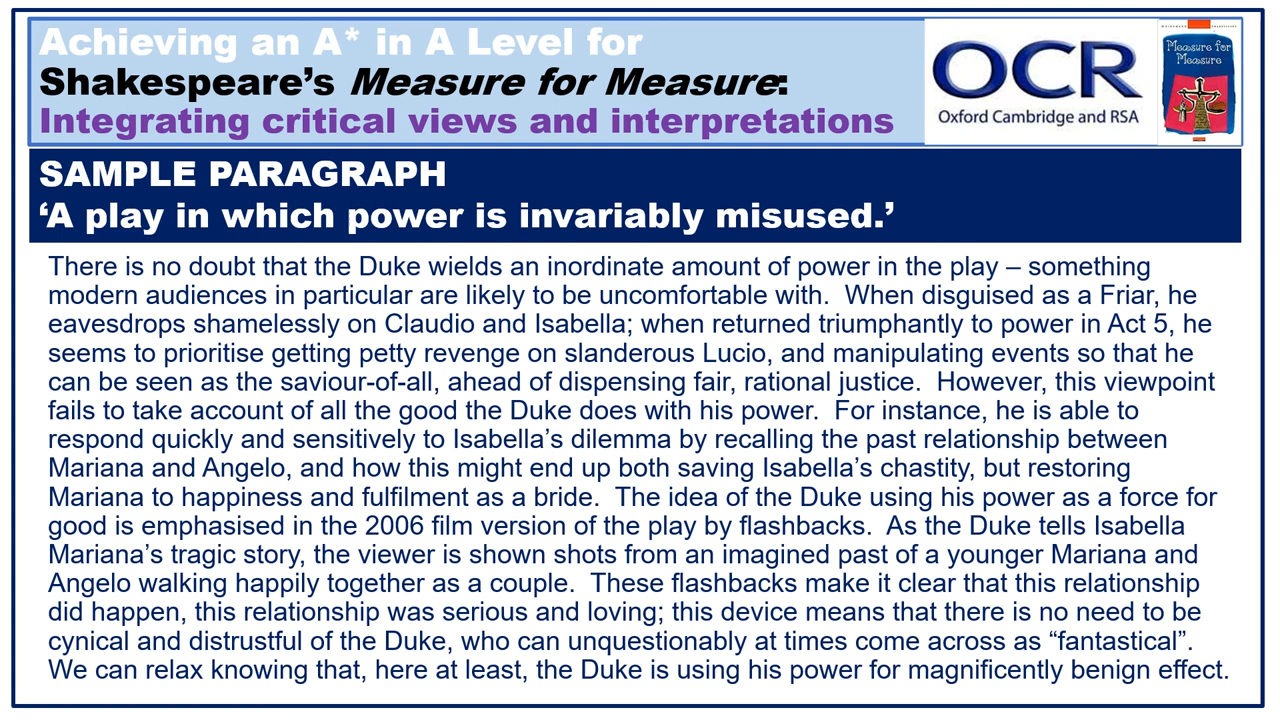 Achieving an A* in A Level for
Shakespeare’s Measure for Measure:
Integrating critical views and interpretations
OCR
Oxford Cambridge and RSA
Measure for
Measure
SAMPLE PARAGRAPH
‘A play in which power is invariably misused.’
There is no doubt that the Duke wields an inordinate amount of power in the play – something
modern audiences in particular are likely to be uncomfortable with.  When disguised as a Friar, he
eavesdrops shamelessly on Claudio and Isabella; when returned triumphantly to power in Act 5, he
seems to prioritise getting petty revenge on slanderous Lucio, and manipulating events so that he
can be seen as the saviour-of-all, ahead of dispensing fair, rational justice.  However, this viewpoint
fails to take account of all the good the Duke does with his power.  For instance, he is able to
respond quickly and sensitively to Isabella’s dilemma by recalling the past relationship between
Mariana and Angelo, and how this might end up both saving Isabella’s chastity, but restoring
Mariana to happiness and fulfilment as a bride.  The idea of the Duke using his power as a force for
good is emphasised in the 2006 film version of the play by flashbacks.  As the Duke tells Isabella
Mariana’s tragic story, the viewer is shown shots from an imagined past of a younger Mariana and
Angelo walking happily together as a couple.  These flashbacks make it clear that this relationship
did happen, this relationship was serious and loving; this device means that there is no need to be
cynical and distrustful of the Duke, who can unquestionably at times come across as “fantastical”.
We can relax knowing that, here at least, the Duke is using his power for magnificently benign effect.